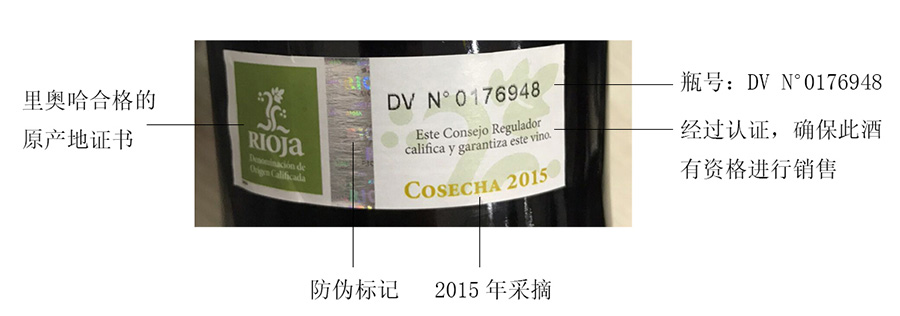 里奥哈合格的
原产地证书
RIOJA
Denominación de
Origen Calificada
DV N° 0176948
Este Consejo Regulador
califica y garantiza este vino.
COSECHA 2015
瓶号：DV N°0176948
经过认证，确保此酒
有资格进行销售
防伪标记
2015 年采摘